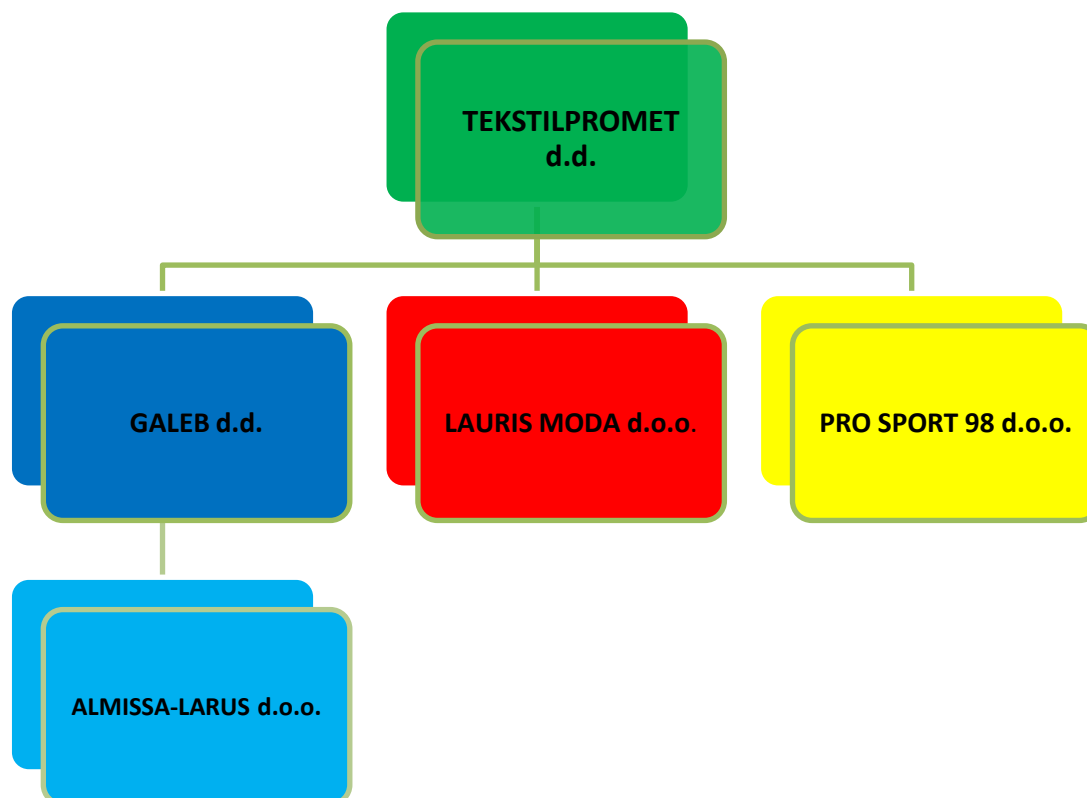 TEKSTILPROMET
d.d.
GALEB d.d.
LAURIS MODA d.o.o.
PRO SPORT 98 d.o.o.
ALMISSA-LARUS d.o.o.